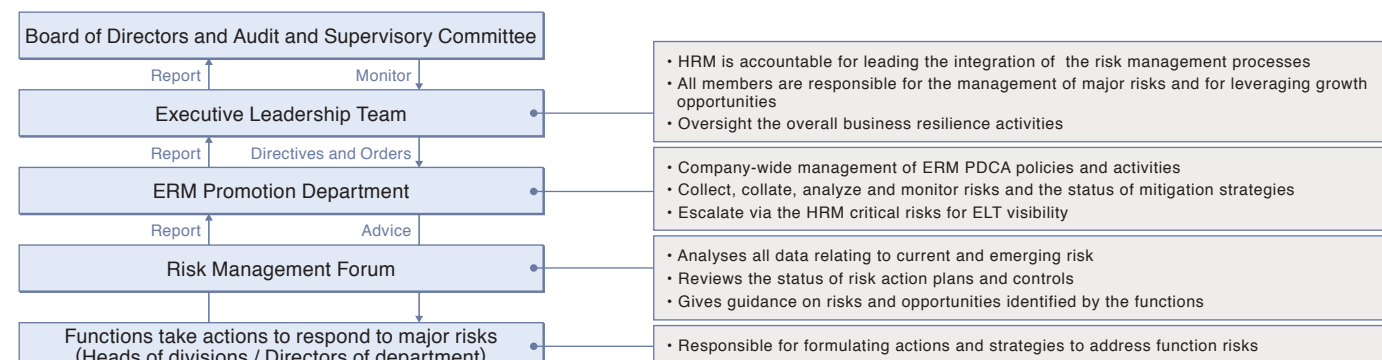 Board of Directors and Audit and Supervisory Committee
Report
Monitor
Executive Leadership Team
• HRM is accountable for leading the integration of the risk management processes
• All members are responsible for the management of major risks and for leveraging growth
opportunities
• Oversight the overall business resilience activities
Report
Directives and Orders
ERM Promotion Department
• Company-wide management of ERM PDCA policies and activities
• Collect, collate, analyze and monitor risks and the status of mitigation strategies
• Escalate via the HRM critical risks for ELT visibility
Report
Advice
Risk Management Forum
• Analyses all data relating to current and emerging risk
• Reviews the status of risk action plans and controls
• Gives guidance on risks and opportunities identified by the functions
Functions take actions to respond to major risks
(Heads of divisions / Directors of department)
• Responsible for formulating actions and strategies to address function risks